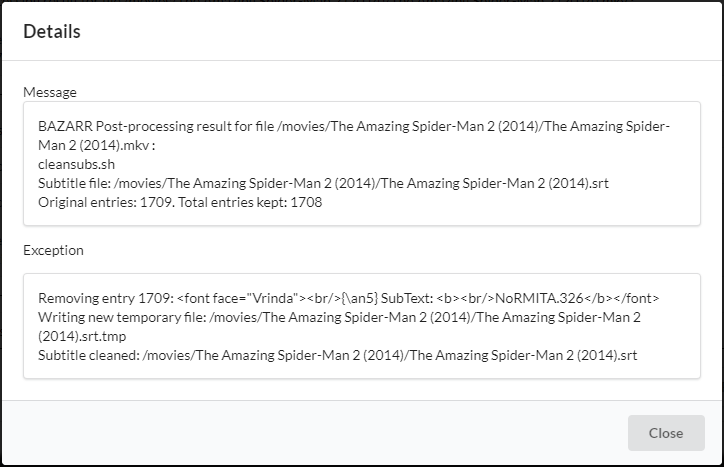 Details
Message
BAZARR Post-processing result for file /movies/The Amazing Spider-Man 2 (2014)/The Amazing Spider-
Man 2 (2014).mkv :
cleansubs.sh
Subtitle file: /movies/The Amazing Spider-Man 2 (2014)/The Amazing Spider-Man 2 (2014).srt
Original entries: 1709. Total entries kept: 1708
Exception
Removing entry 1709: <font face="Vrinda"><br/>{\an5} SubText: <b><br/>NoRMITA.326</b></font>
Writing new temporary file: /movies/The Amazing Spider-Man 2 (2014)/The Amazing Spider-Man 2
(2014).srt.tmp
Subtitle cleaned: /movies/The Amazing Spider-Man 2 (2014)/The Amazing Spider-Man 2 (2014).srt
Close